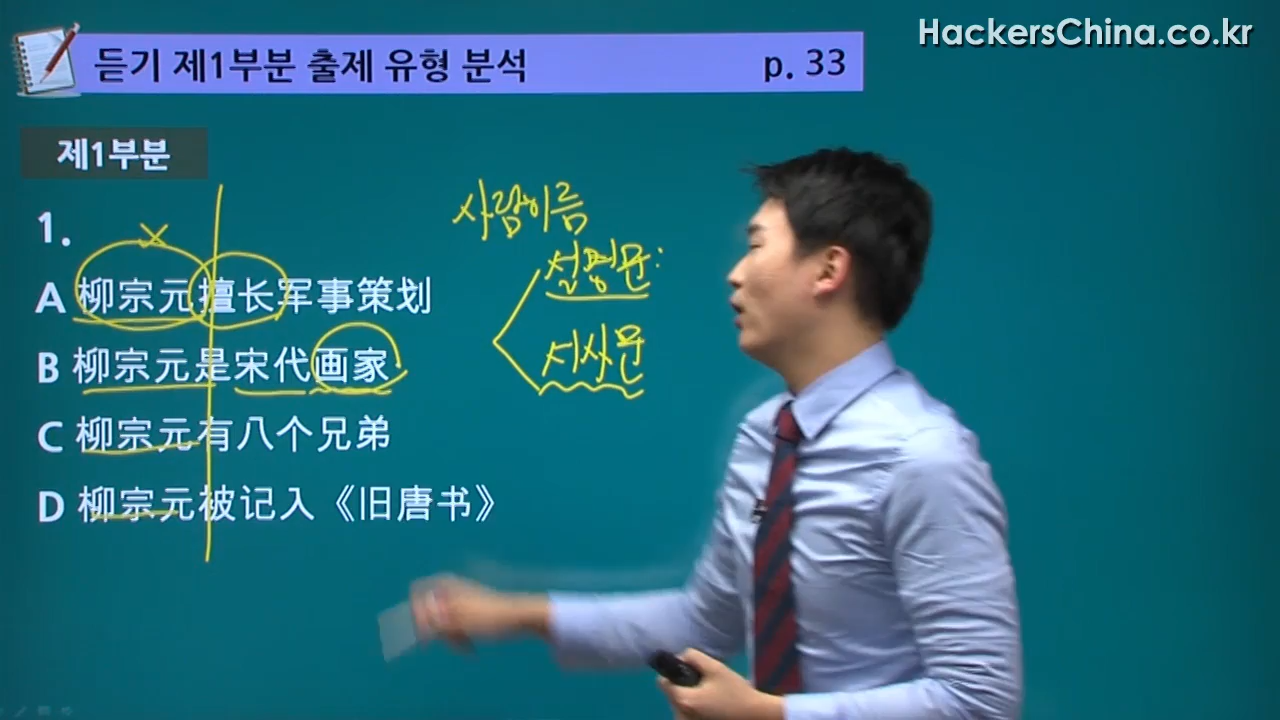 HackersChina.co.kr
듣기 제1부분 출제 유형 분석 p. 33
제1부분
1.
사람이름
설명문:
A 柳宗元擅长军事策划
B 柳宗元是宋代画家
서사문
C 柳宗元有八个兄弟
D 柳宗元被记入《旧唐书》